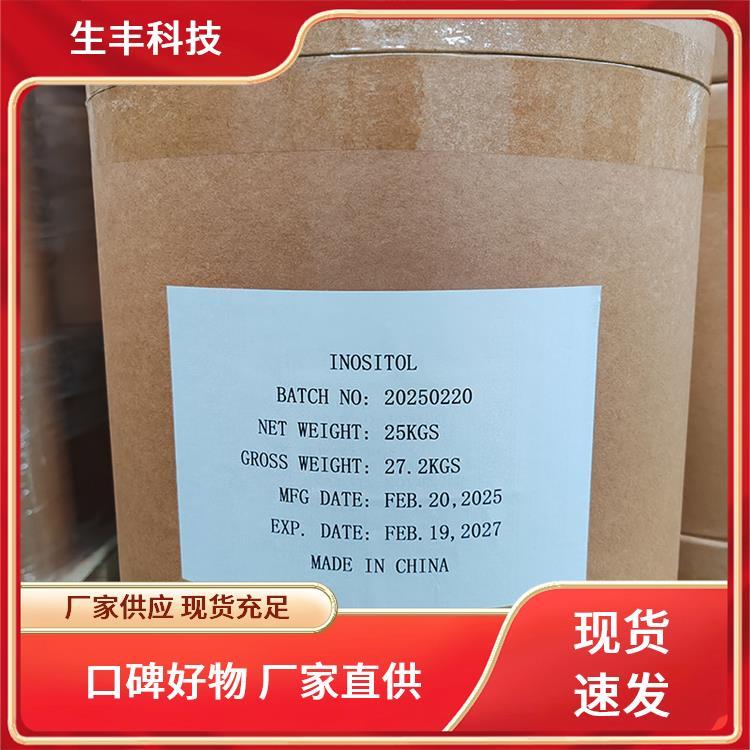 生丰科技
INOSITOL
BATCH NO: 20250220
NET WEIGHT: 25KGS
GROSS WEIGHT: 27.2KGS
MFG DATE: FEB.20,2025
EXP. DATE: FEB.19,2027
MADE IN CHINA
厂家供应 现货充足
口碑好物 厂家直供
现货
速发